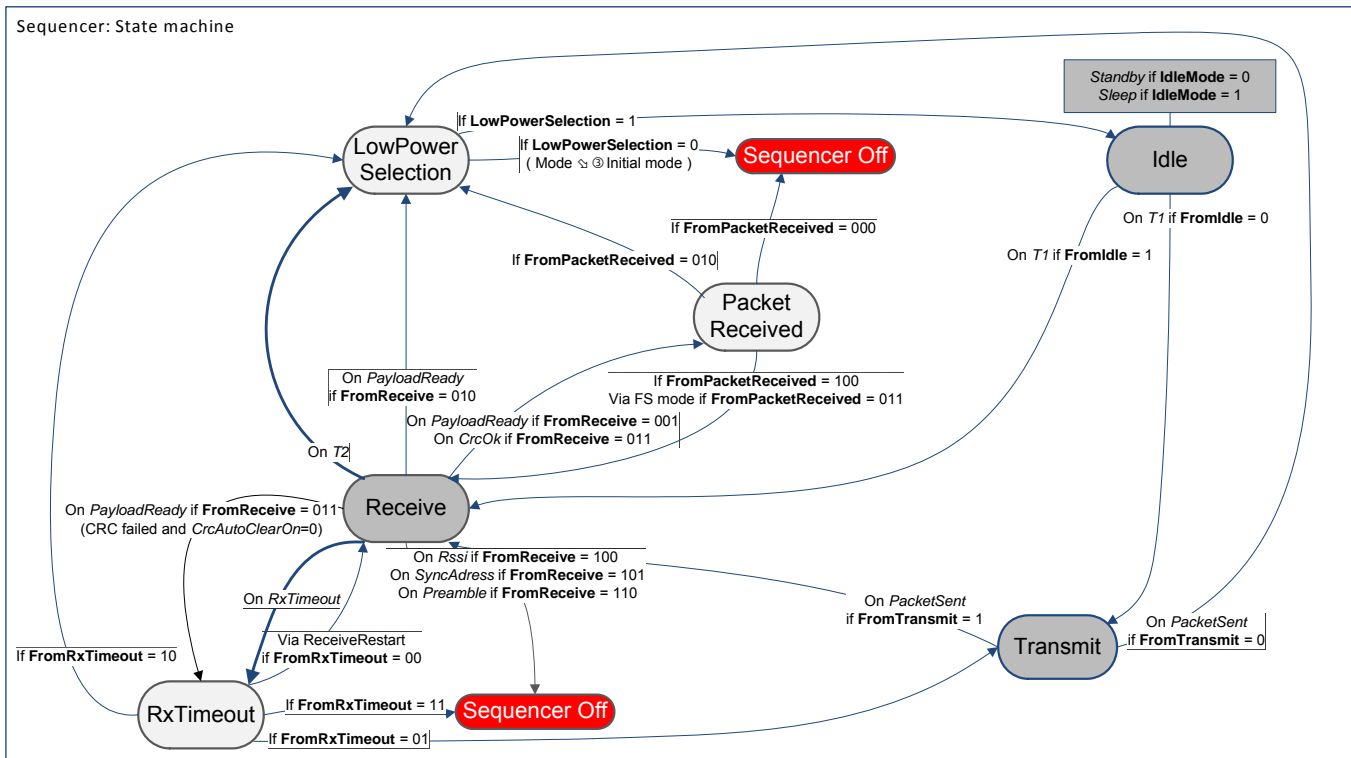 Sequencer: State machine
Standby if IdleMode = 0
Sleep if IdleMode = 1
If LowPowerSelection = 1
LowPower
Selection
If LowPowerSelection = 0
( Mode ⇘ ③ Initial mode )
Sequencer Off
Idle
On T1 if FromIdle = 0
If FromPacketReceived = 000
On T1 if FromIdle = 1
If FromPacketReceived = 010
Packet
Received
On PayloadReady
if FromReceive = 010
If FromPacketReceived = 100
Via FS mode if FromPacketReceived = 011
On PayloadReady if FromReceive = 001
On CrcOk if FromReceive = 011
On T2
Receive
On PayloadReady if FromReceive = 011
(CRC failed and CrcAutoClearOn=0)
On Rssi if FromReceive = 100
On SyncAdress if FromReceive = 101
On Preamble if FromReceive = 110
On RxTimeout
On PacketSent
if FromTransmit = 1
Via ReceiveRestart
if FromRxTimeout = 00
Transmit
On PacketSent
if FromTransmit = 0
If FromRxTimeout = 10
RxTimeout
If FromRxTimeout = 11
Sequencer Off
If FromRxTimeout = 01